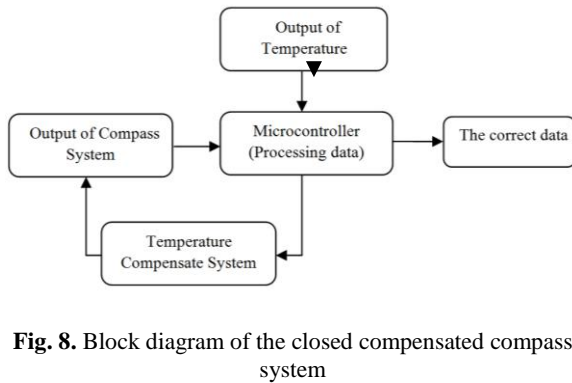 Output of
Temperature
Output of Compass
System
Microcontroller
(Processing data)
The correct data
Temperature
Compensate System
Fig. 8. Block diagram of the closed compensated compass
system